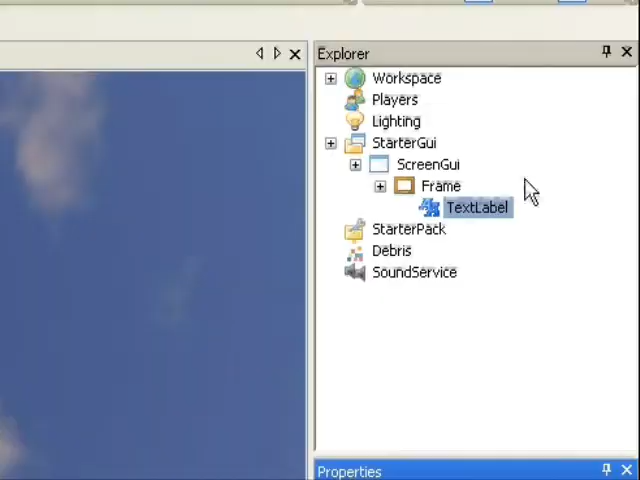 Explorer
Workspace
Players
Lighting
StarterGui
ScreenGui
Frame
TextLabel
StarterPack
Debris
SoundService
Properties